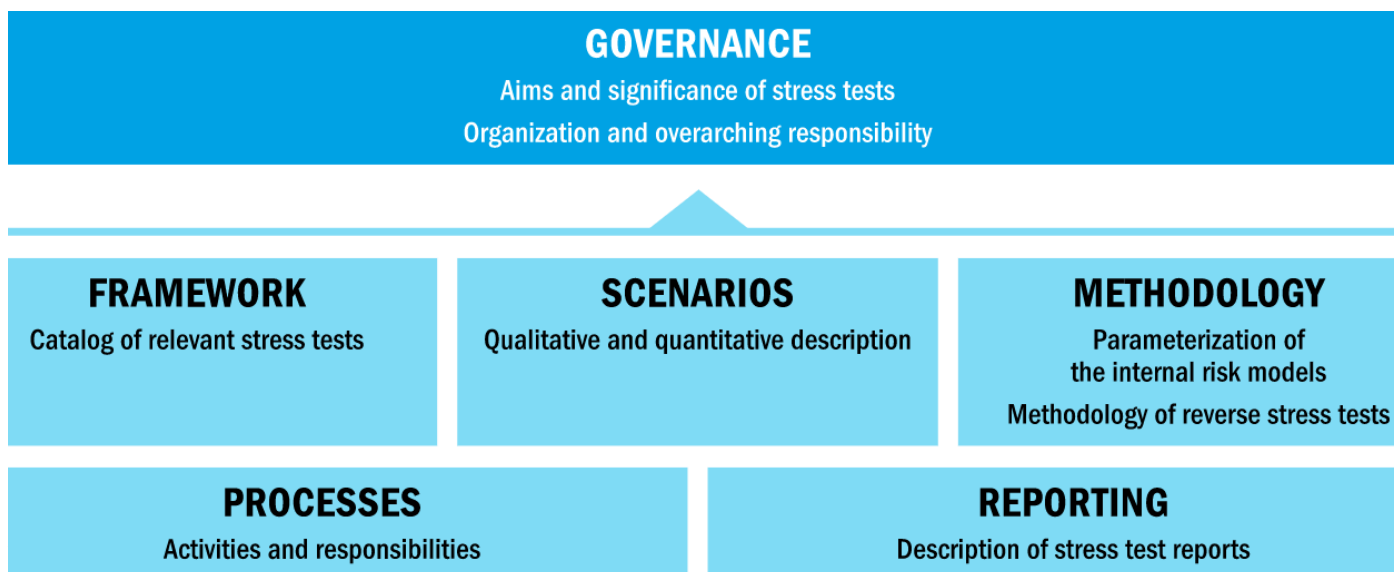 GOVERNANCE
Aims and significance of stress tests
Organization and overarching responsibility
FRAMEWORK
Catalog of relevant stress tests
SCENARIOS
Qualitative and quantitative description
METHODOLOGY
Parameterization of
the internal risk models
Methodology of reverse stress tests
PROCESSES
Activities and responsibilities
REPORTING
Description of stress test reports